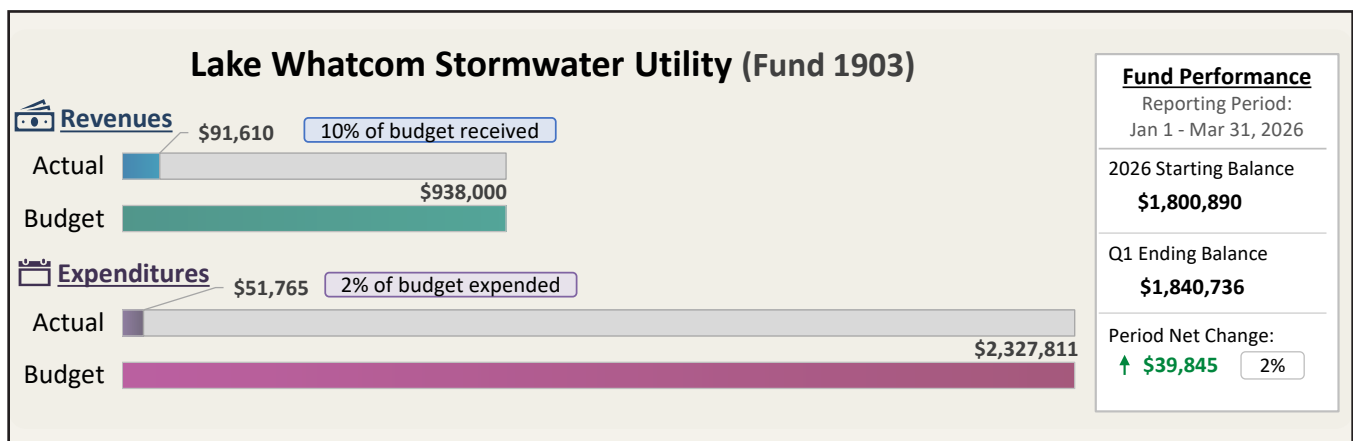 Lake Whatcom Stormwater Utility (Fund 1903)
Revenues
$91,610
10% of budget received
Actual
$938,000
Budget
Expenditures
$51,765
2% of budget expended
Actual
$2,327,811
Budget
Fund Performance
Reporting Period:
Jan 1 - Mar 31, 2026
2026 Starting Balance
$1,800,890
Q1 Ending Balance
$1,840,736
Period Net Change:
$39,845
2%